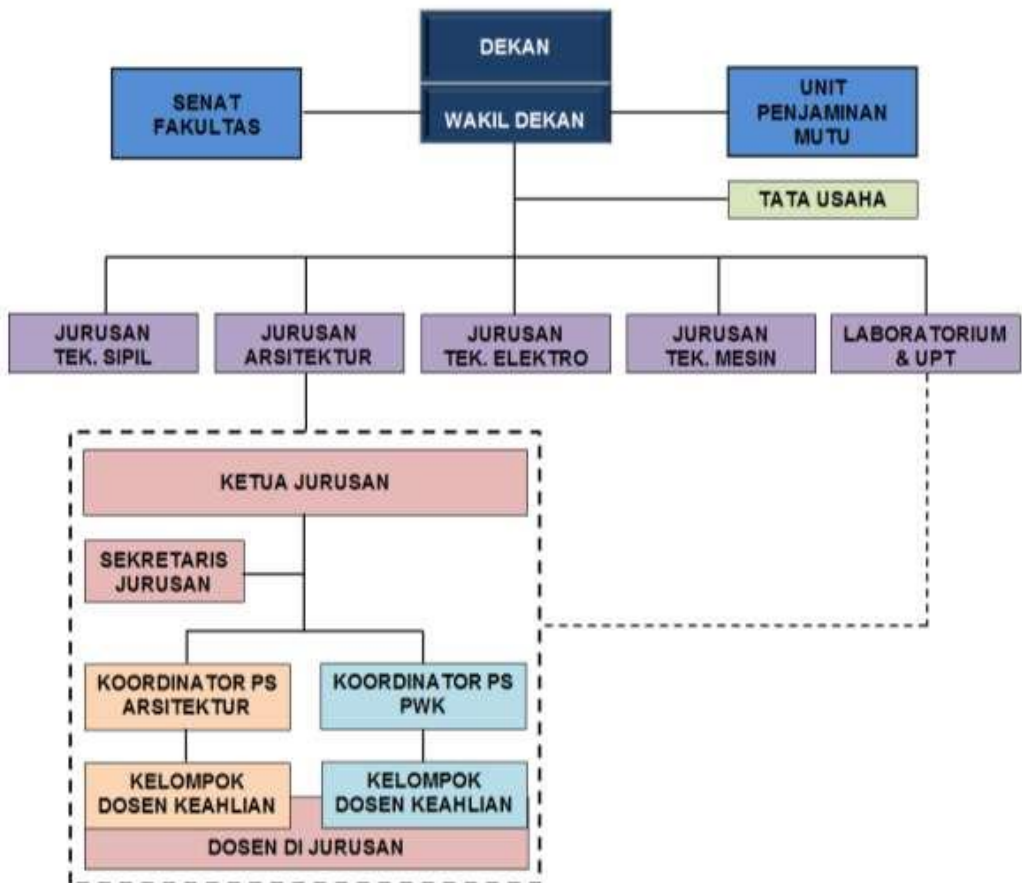 DEKAN
WAKIL DEKAN
SENAT
FAKULTAS
UNIT
PENJAMINAN
MUTU
TATA USAHA
JURUSAN
TEK. SIPIL
JURUSAN
ARSITEKTUR
JURUSAN
TEK. ELEKTRO
JURUSAN
TEK. MESIN
LABORATORIUM
& UPT
KETUA JURUSAN
SEKRETARIS
JURUSAN
KOORDINATOR PS
ARSITEKTUR
KOORDINATOR PS
PWK
KELOMPOK
DOSEN KEAHLIAN
KELOMPOK
DOSEN KEAHLIAN
DOSEN DI JURUSAN